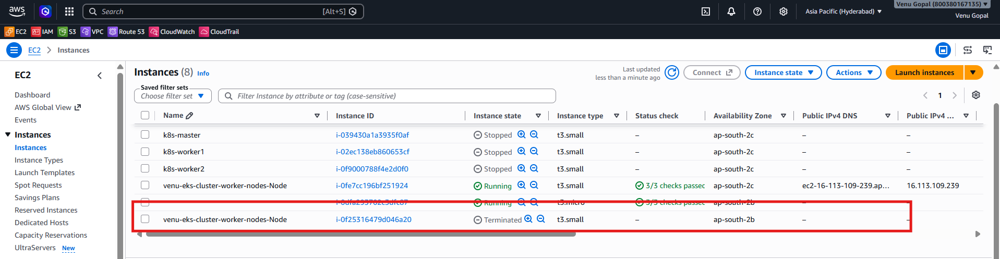 aws
Search [Alt+S]
Asia Pacific (Hyderabad)
Venu Gopal (800380167135)
Venu Gopal
EC2 IAM S3 VPC Route 53 CloudWatch CloudTrail
EC2 Instances
EC2
Dashboard
AWS Global View
Events
Instances
Instances
Instance Types
Launch Templates
Spot Requests
Savings Plans
Reserved Instances
Dedicated Hosts
Capacity Reservations
UltraServers New
Instances (8) Info
Last updated
less than a minute ago
Connect
Instance state
Actions
Launch instances
Saved filter sets
Choose filter set
Filter Instance by attribute or tag (case-sensitive)
1
Name Instance ID Instance state Instance type Status check Availability Zone Public IPv4 DNS Public IPv4 ...
k8s-master i-039430a1a3935f0af Stopped t3.small – ap-south-2c – –
k8s-worker1 i-02ec138eb860653cf Stopped t3.small – ap-south-2c – –
k8s-worker2 i-0f9000788f4e2d0f0 Stopped t3.small – ap-south-2c – –
venu-eks-cluster-worker-nodes-Node i-0fe7cc196bf251924 Running t3.small 3/3 checks passec ap-south-2c ec2-16-113-109-239.ap... 16.113.109.239
Running t3.micro 3/3 checks passec ap-south-2b – –
venu-eks-cluster-worker-nodes-Node i-0f25316479d046a20 Terminated t3.small – ap-south-2b – –